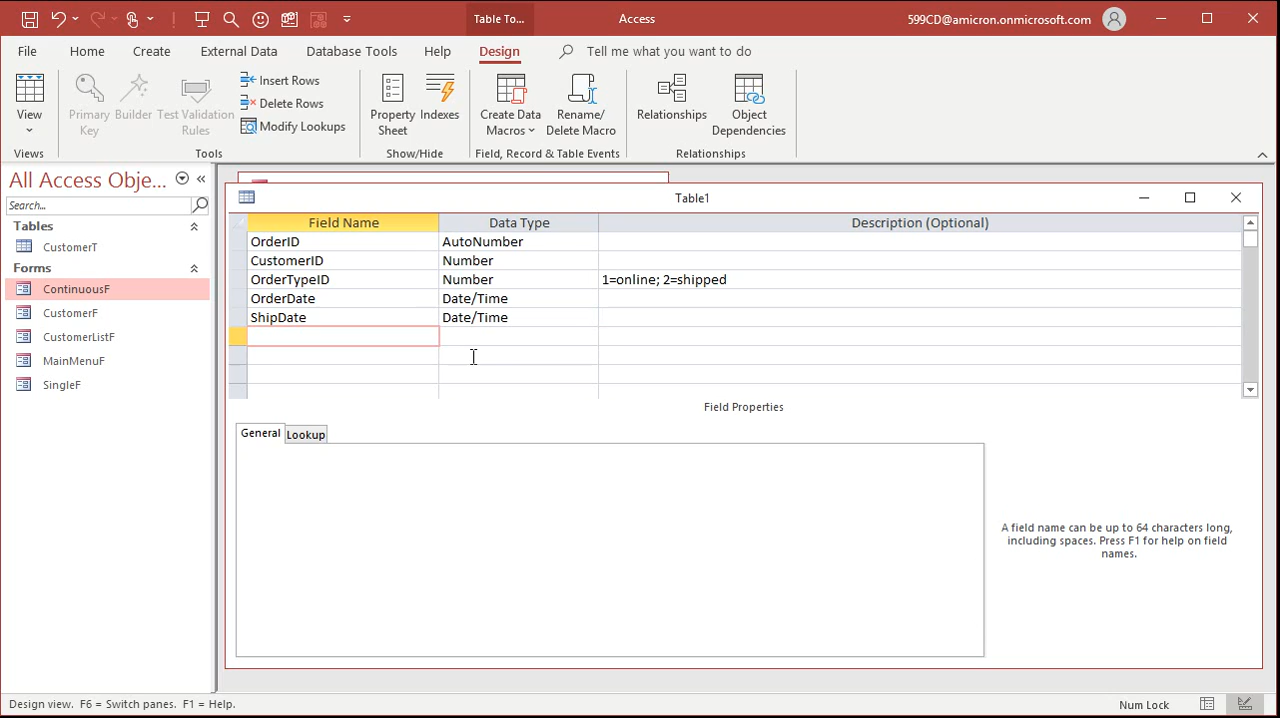 Table To...
Access
599CD@amicron.onmicrosoft.com
File
Home
Create
External Data
Database Tools
Help
Design
Tell me what you want to do
View
Primary Key
Builder
Test Validation Rules
Insert Rows
Delete Rows
Modify Lookups
Property Sheet
Indexes
Create Data Macros
Rename/ Delete Macro
Relationships
Object Dependencies
Views
Tools
Show/Hide
Field, Record & Table Events
Relationships
All Access Obje...
Search...
Tables
CustomerT
Forms
ContinuousF
CustomerF
CustomerListF
MainMenuF
SingleF
Table1
Field Name Data Type Description (Optional)
OrderID AutoNumber
CustomerID Number
OrderTypeID Number 1=online; 2=shipped
OrderDate Date/Time
ShipDate Date/Time
Field Properties
General Lookup
A field name can be up to 64 characters long,
including spaces. Press F1 for help on field
names.
Design view. F6 = Switch panes. F1 = Help.
Num Lock